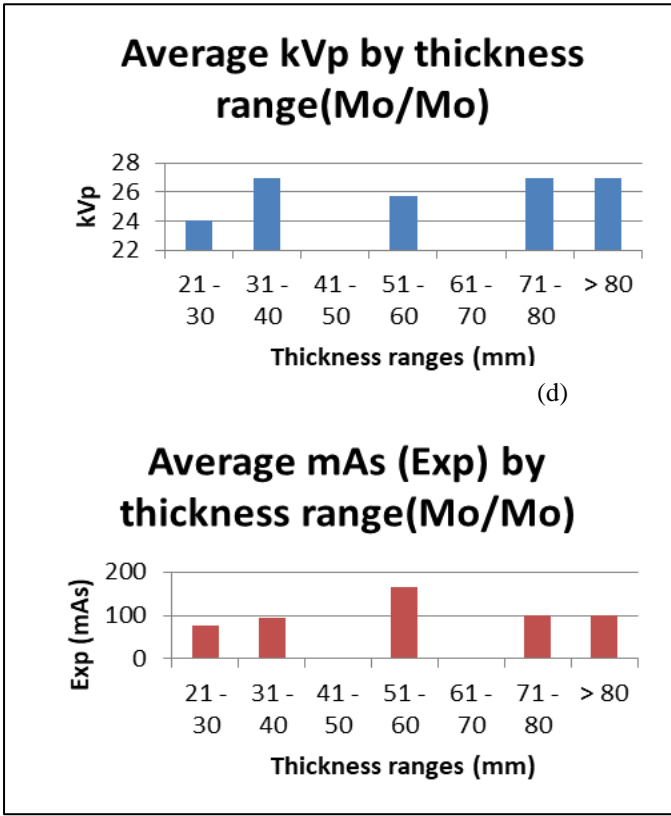 Average kVp by thickness
range(Mo/Mo)
28
26
24
22
kVp
21 - 31 - 41 - 51 - 61 - 71 - > 80
30 40 50 60 70 80
Thickness ranges (mm)
(d)
Average mAs (Exp) by
thickness range(Mo/Mo)
200
100
0
Exp (mAs)
21 - 31 - 41 - 51 - 61 - 71 - > 80
30 40 50 60 70 80
Thickness ranges (mm)